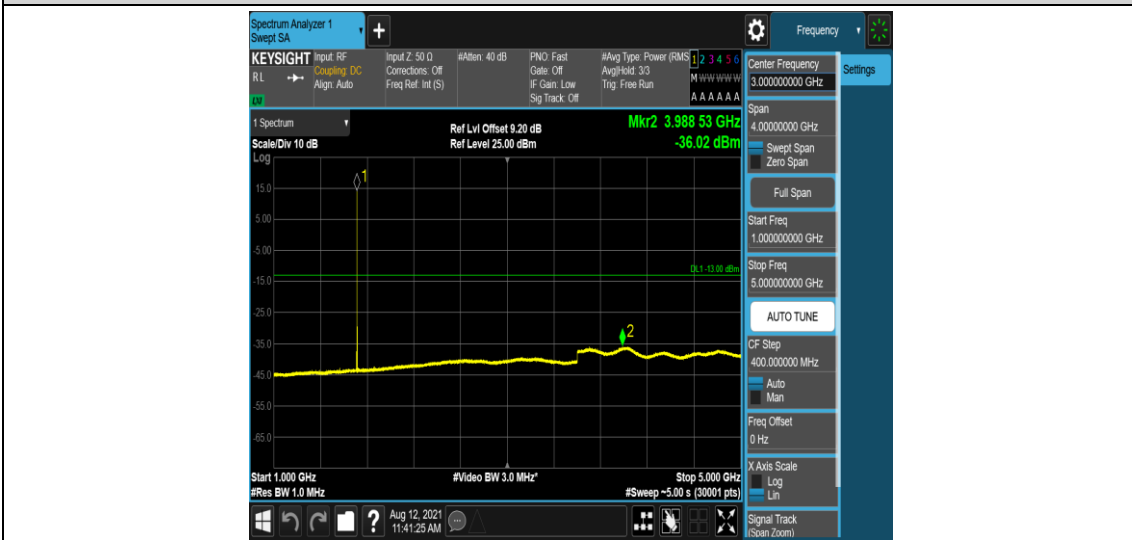 Spectrum Analyzer 1
Swept SA
+
Frequency
KEYSIGHT
RL
LXI
Input: RF
Coupling: DC
Align: Auto
Input Z: 50 Ω
Corrections: Off
Freq Ref: Int (S)
#Atten: 40 dB
PNO: Fast
Gate: Off
IF Gain: Low
Sig Track: Off
#Avg Type: Power (RMS
Avg|Hold: 3/3
Trig: Free Run
1 2 3 4 5 6
M W W W W W
A A A A A A
1 Spectrum
Scale/Div 10 dB
Log
Ref Lvl Offset 9.20 dB
Ref Level 25.00 dBm
Mkr2 3.988 53 GHz
-36.02 dBm
1
15.0
5.00
-5.00
DL1 -13.00 dBm
-15.0
-25.0
2
-35.0
-45.0
-55.0
-65.0
Start 1.000 GHz
#Res BW 1.0 MHz
#Video BW 3.0 MHz*
Stop 5.000 GHz
#Sweep ~5.00 s (30001 pts)
?
Aug 12, 2021
11:41:25 AM
Center Frequency
3.000000000 GHz
Settings
Span
4.00000000 GHz
Swept Span
Zero Span
Full Span
Start Freq
1.000000000 GHz
Stop Freq
5.000000000 GHz
AUTO TUNE
CF Step
400.000000 MHz
Auto
Man
Freq Offset
0 Hz
X Axis Scale
Log
Lin
Signal Track
(Span Zoom)